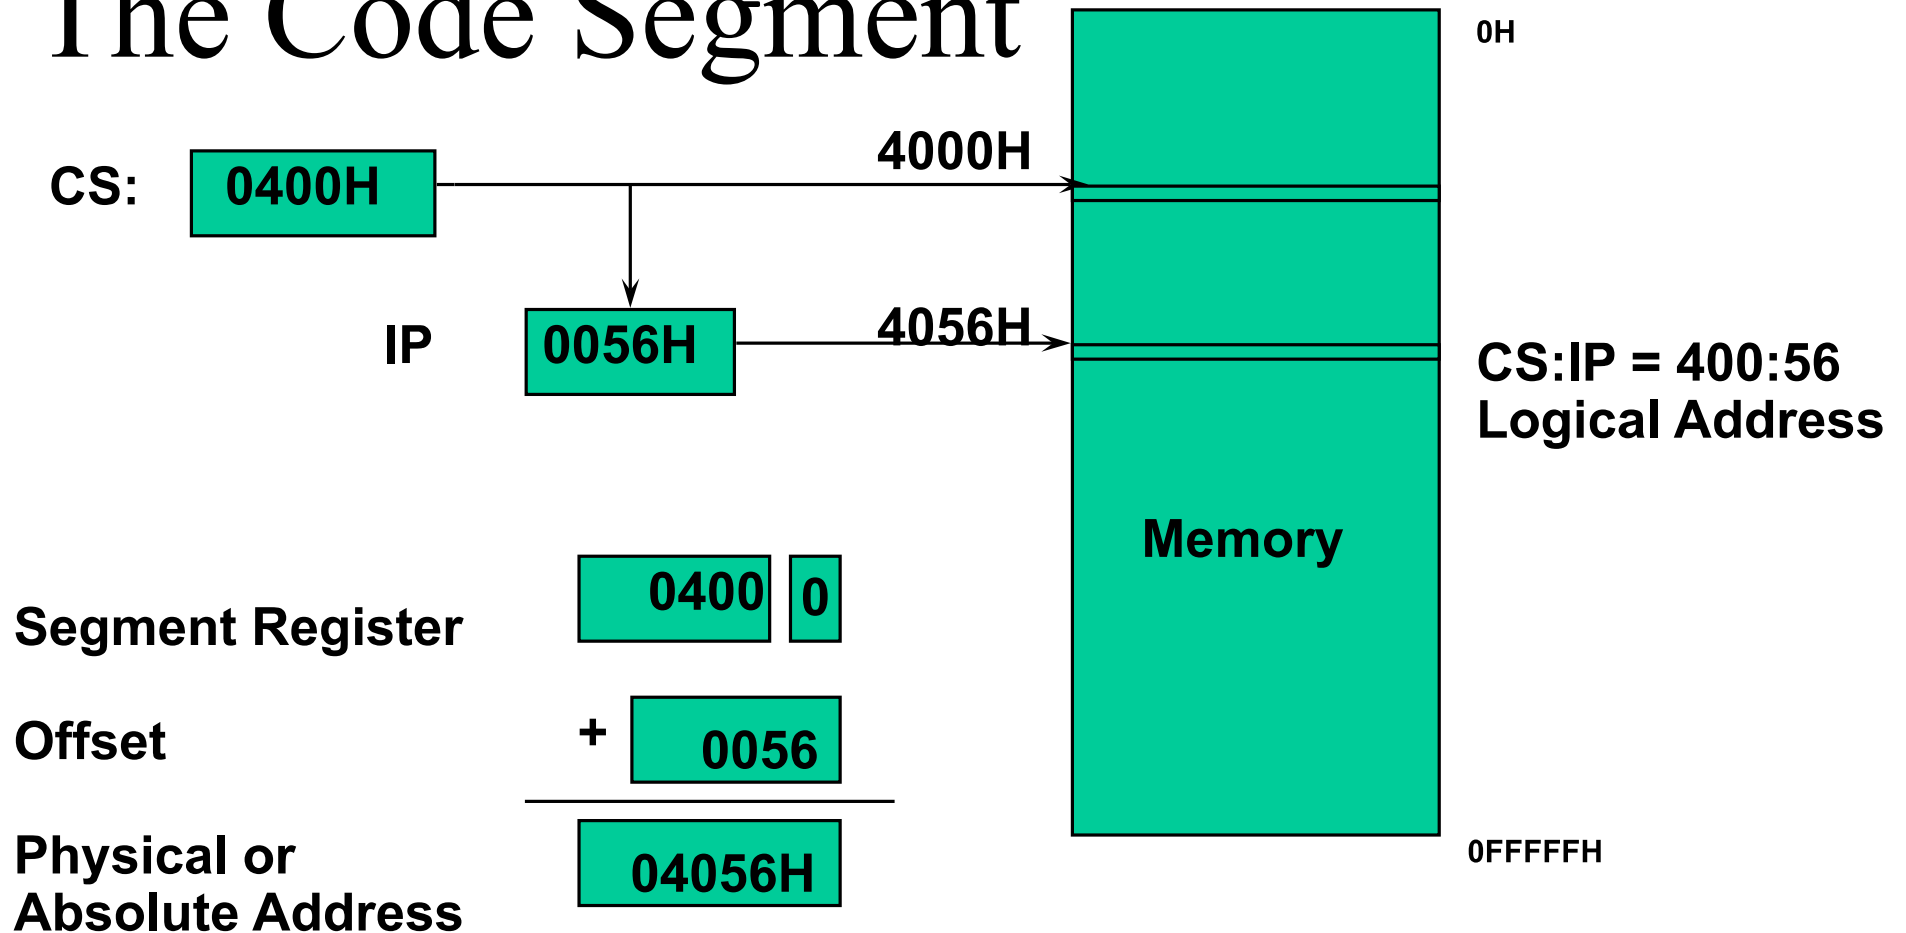 The Code Segment
0H
4000H
CS:
0400H
4056H
IP
0056H
CS:IP = 400:56
Logical Address
Memory
Segment Register
0400 0
Offset
+ 0056
Physical or
Absolute Address
04056H
0FFFFFH